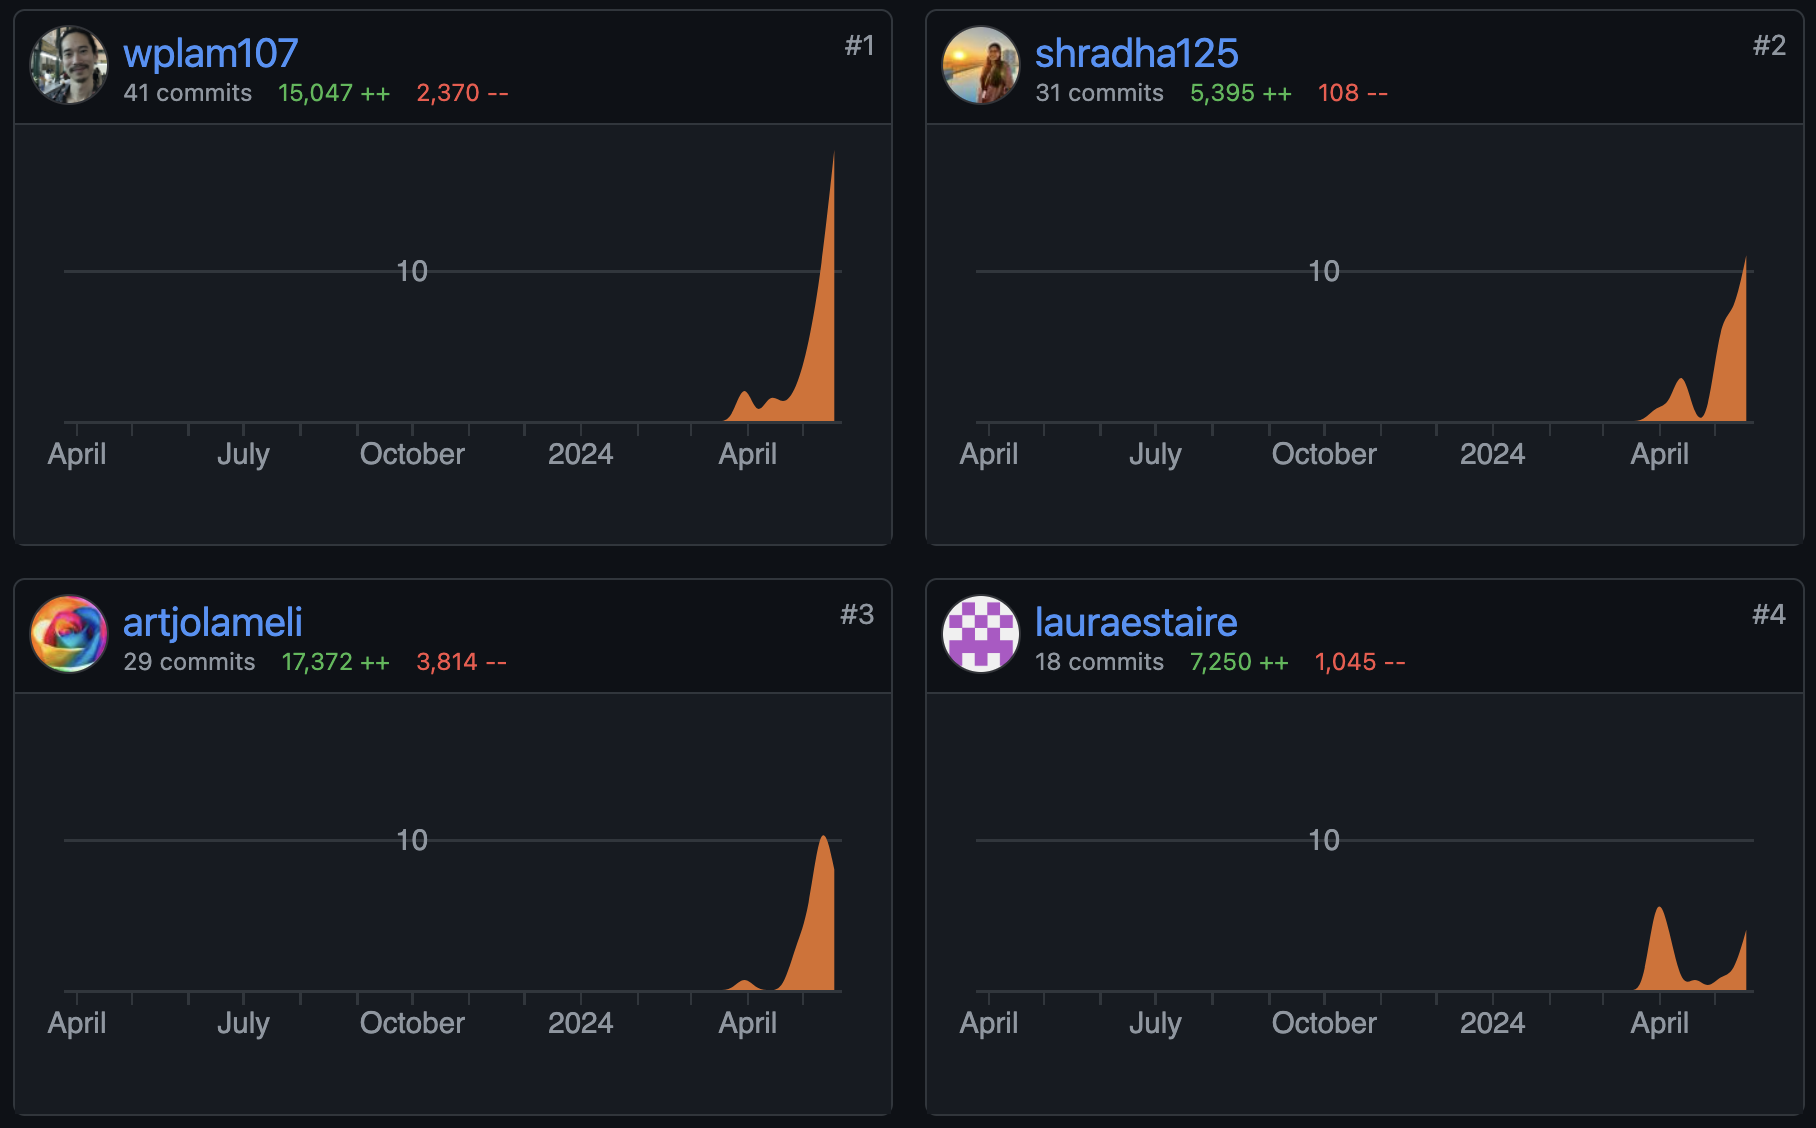 wplam107
#1
41 commits 15,047 ++ 2,370 --
10
April July October 2024 April
shradha125
#2
31 commits 5,395 ++ 108 --
10
April July October 2024 April
artjolameli
#3
29 commits 17,372 ++ 3,814 --
10
April July October 2024 April
lauraestaire
#4
18 commits 7,250 ++ 1,045 --
10
April July October 2024 April